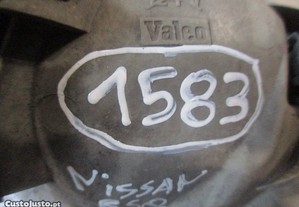 Valeo
1583
NISSAN
CustoJusto.pt